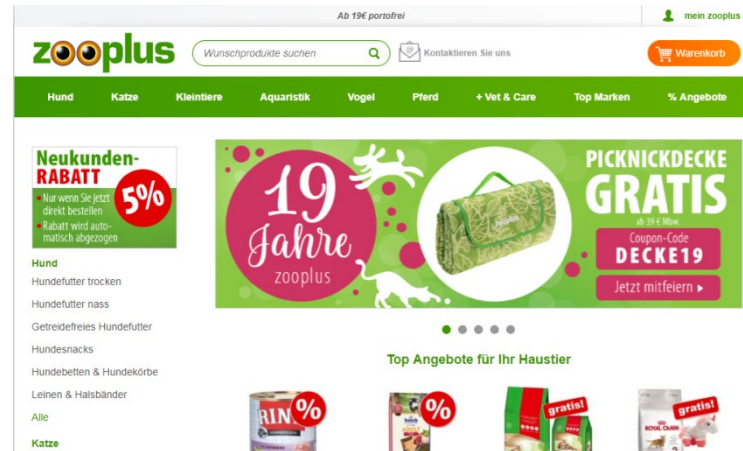 Ab 19€ portofrei
mein zooplus
zooplus
Wunschprodukte suchen
Kontaktieren Sie uns
Warenkorb
Hund
Katze
Kleintiere
Aquaristik
Vogel
Pferd
+ Vet & Care
Top Marken
% Angebote
Neukunden-
RABATT
5%
• Nur wenn Sie jetzt
direkt bestellen
• Rabatt wird auto-
matisch abgezogen
19
Jahre
zooplus
PICKNICKDECKE
GRATIS
ab 39 € Mbw.
Coupon-Code
DECKE19
Jetzt mitfeiern ▸
Hund
Hundefutter trocken
Hundefutter nass
Getreidefreies Hundefutter
Hundesnacks
Hundebetten & Hundekörbe
Leinen & Halsbänder
Alle
Katze
Top Angebote für Ihr Haustier
%
%
gratis!
gratis!
ROYAL CANIN